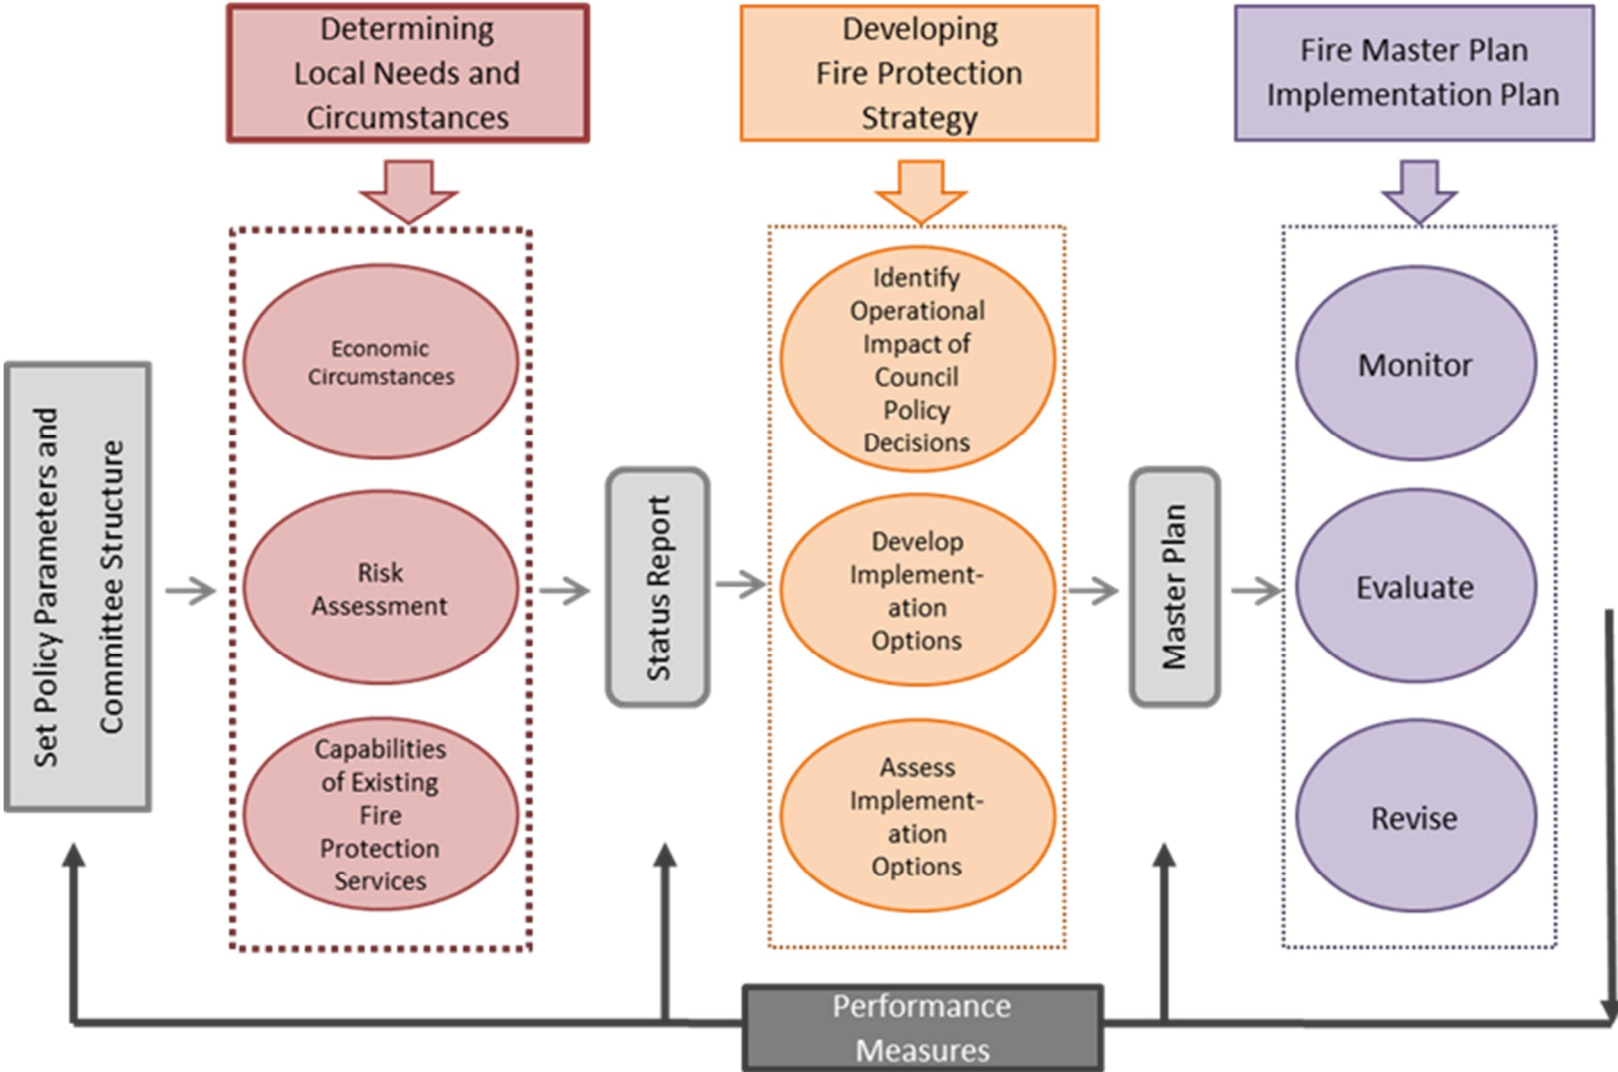 Determining
Local Needs and
Circumstances
Developing
Fire Protection
Strategy
Fire Master Plan
Implementation Plan
Set Policy Parameters and
Committee Structure
Economic
Circumstances
Risk
Assessment
Capabilities
of Existing
Fire
Protection
Services
Status Report
Identify
Operational
Impact of
Council
Policy
Decisions
Develop
Implement-
ation
Options
Assess
Implement-
ation
Options
Master Plan
Monitor
Evaluate
Revise
Performance
Measures